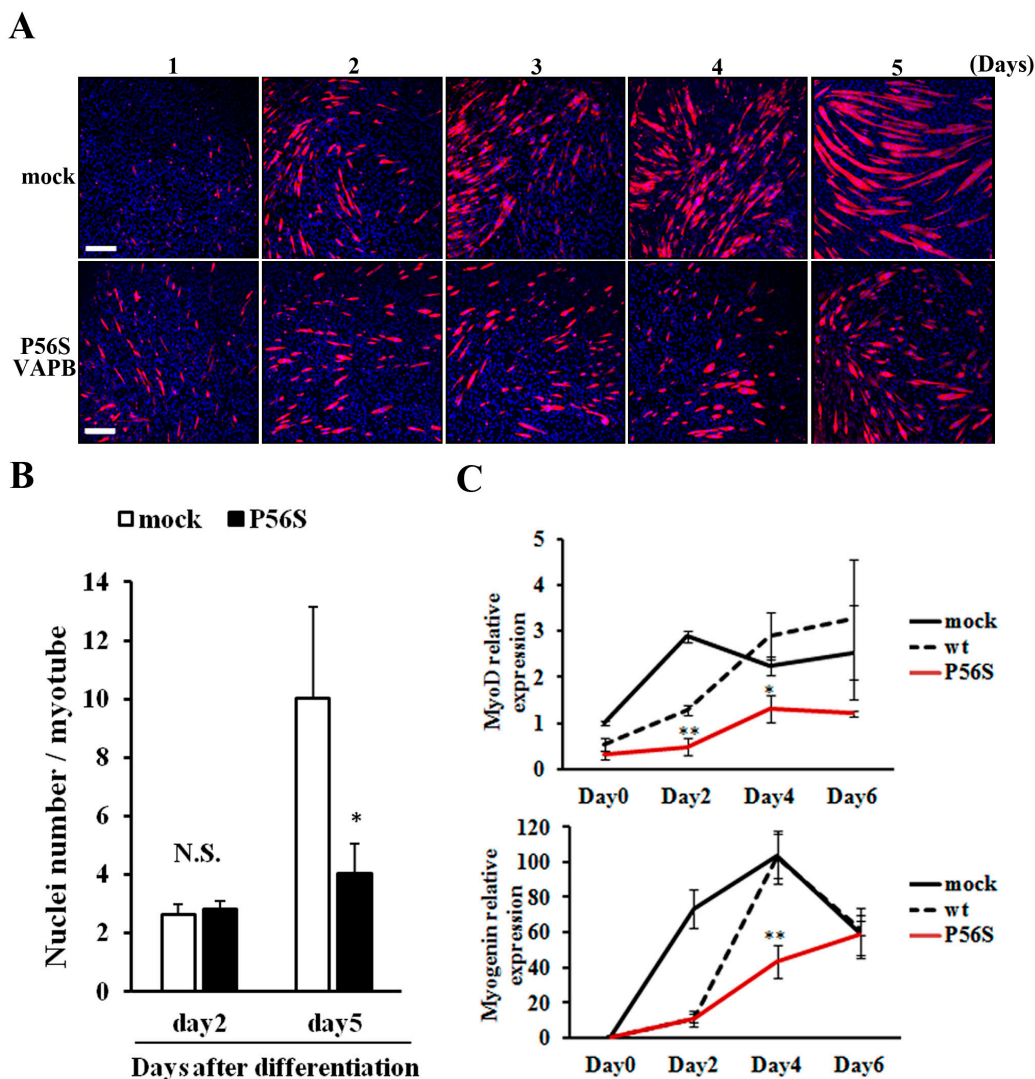 A
1 2 3 4 5 (Days)
mock
P56S
VAPB
B
mock P56S
Nuclei number / myotube
14
12
10
8
6
4
2
0
N.S.
*
day2 day5
Days after differentiation
C
MyoD relative
expression
5
4
3
2
1
0
**
*
Day0 Day2 Day4 Day6
mock
wt
P56S
Myogenin relative
expression
120
100
80
60
40
20
0
**
Day0 Day2 Day4 Day6
mock
wt
P56S